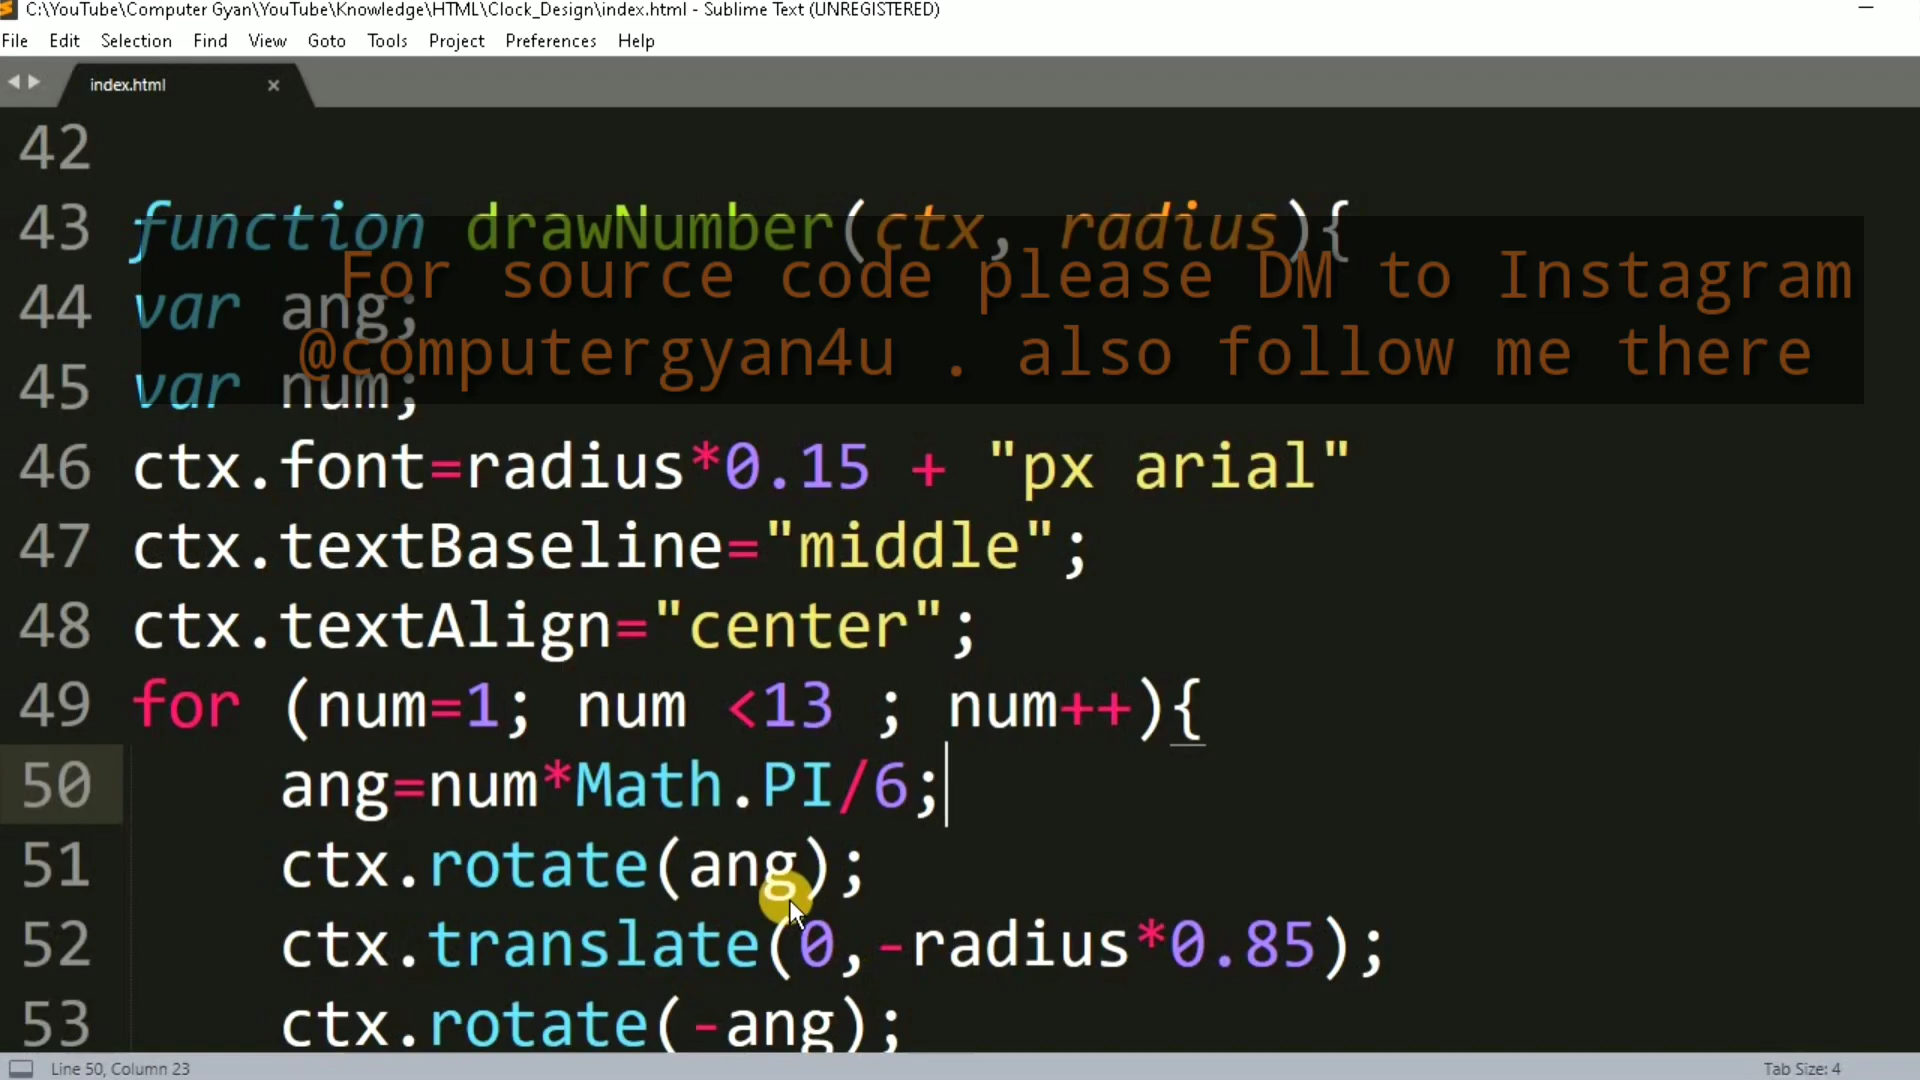 C:\YouTube\Computer Gyan\YouTube\Knowledge\HTML\Clock_Design\index.html - Sublime Text (UNREGISTERED)
File Edit Selection Find View Goto Tools Project Preferences Help
index.html
42
43 function drawNumber(ctx, radius){
For source code please DM to Instagram
44 var ang;
@computergyan4u . also follow me there
45 var num;
46 ctx.font=radius*0.15 + "px arial"
47 ctx.textBaseline="middle";
48 ctx.textAlign="center";
49 for (num=1; num <13 ; num++){
50 ang=num*Math.PI/6;
51 ctx.rotate(ang);
52 ctx.translate(0,-radius*0.85);
53 ctx.rotate(-ang);
Line 50, Column 23 Tab Size: 4